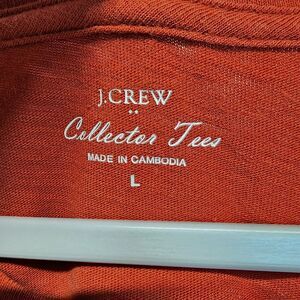 J.CREW
Collector Tees
MADE IN CAMBODIA
L